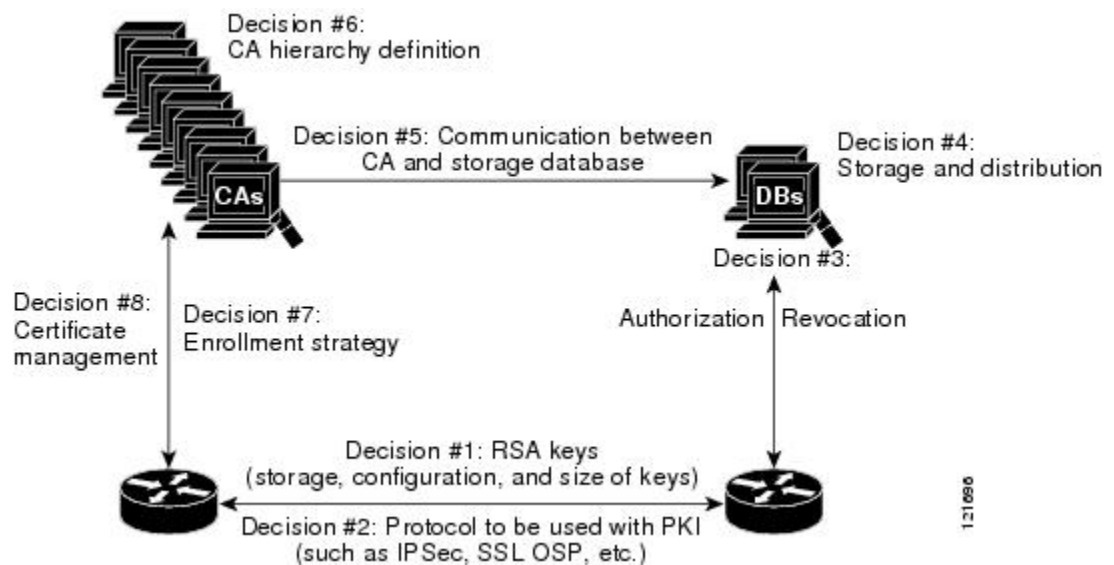 Decision #6:
CA hierarchy definition
Decision #5: Communication between
CA and storage database
Decision #4:
Storage and distribution
CAs
DBs
Decision #3:
Decision #8:
Certificate
management
Decision #7:
Enrollment strategy
Authorization
Revocation
Decision #1: RSA keys
(storage, configuration, and size of keys)
Decision #2: Protocol to be used with PKI
(such as IPSec, SSL OSP, etc.)
121696